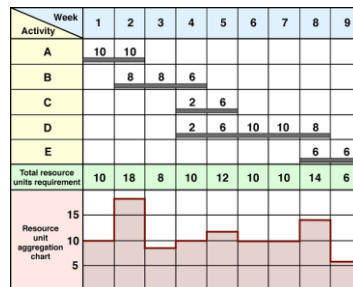 Week 1 2 3 4 5 6 7 8 9
Activity
A 10 10
B 8 8 6
C 2 6
D 2 6 10 10 8
E 6 6
Total resource
units requirement 10 18 8 10 12 10 10 14 6
15
Resource
unit
aggregation
chart
10
5